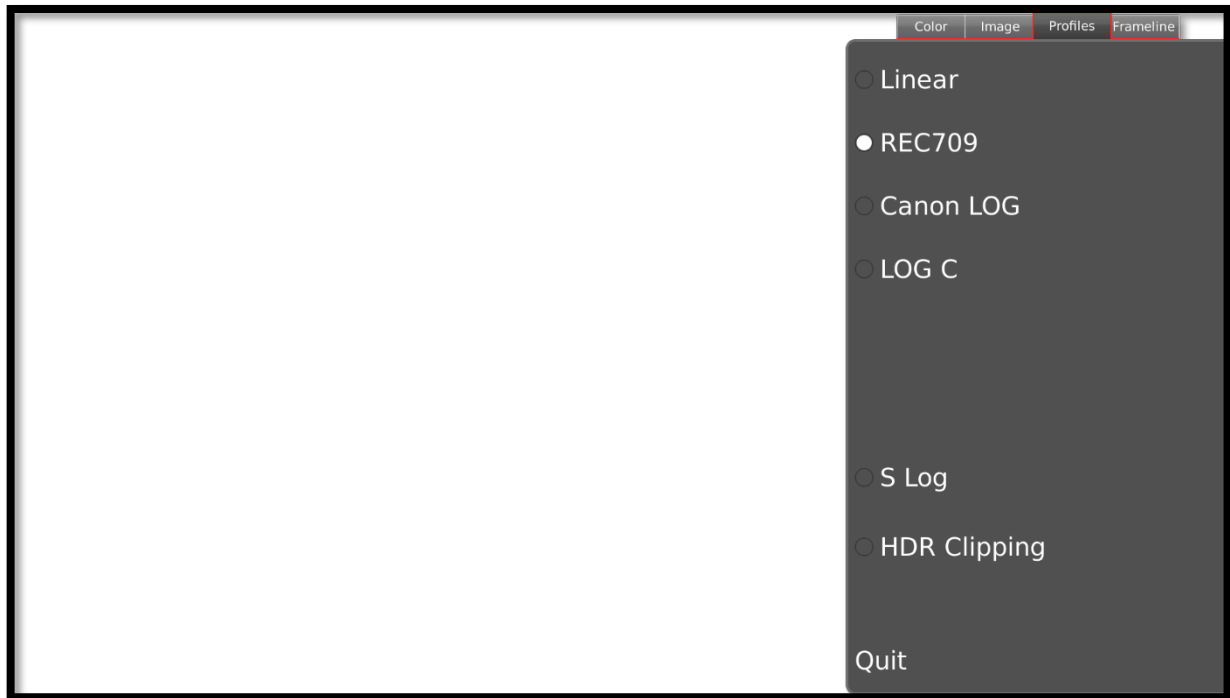 Color Image Profiles Frameline
Linear
REC709
Canon LOG
LOG C
S Log
HDR Clipping
Quit